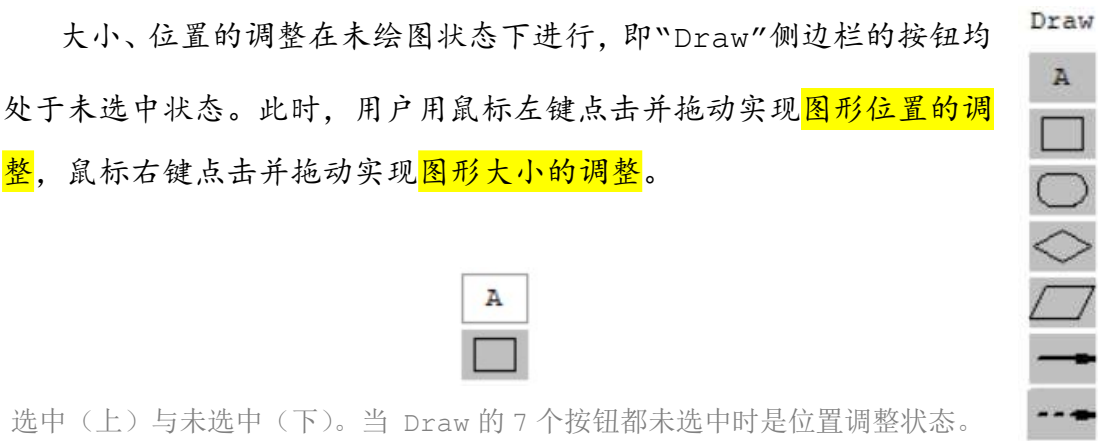 大小、位置的调整在未绘图状态下进行，即“Draw”侧边栏的按钮均
处于未选中状态。此时，用户用鼠标左键点击并拖动实现图形位置的调
整，鼠标右键点击并拖动实现图形大小的调整。
A
选中（上）与未选中（下）。当 Draw 的 7 个按钮都未选中时是位置调整状态。
Draw
A